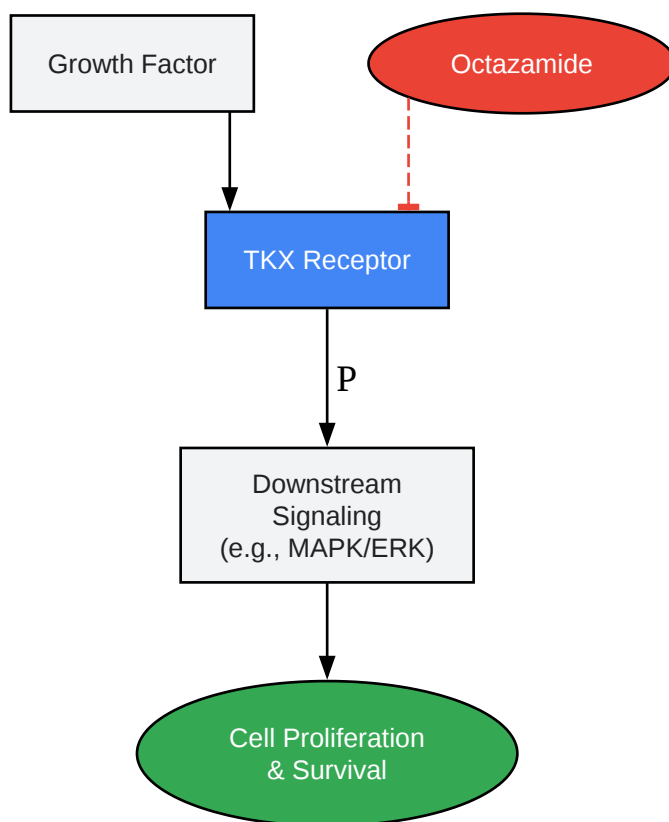 Growth Factor
Octazamide
TKX Receptor
P
Downstream
Signaling
(e.g., MAPK/ERK)
Cell Proliferation
& Survival